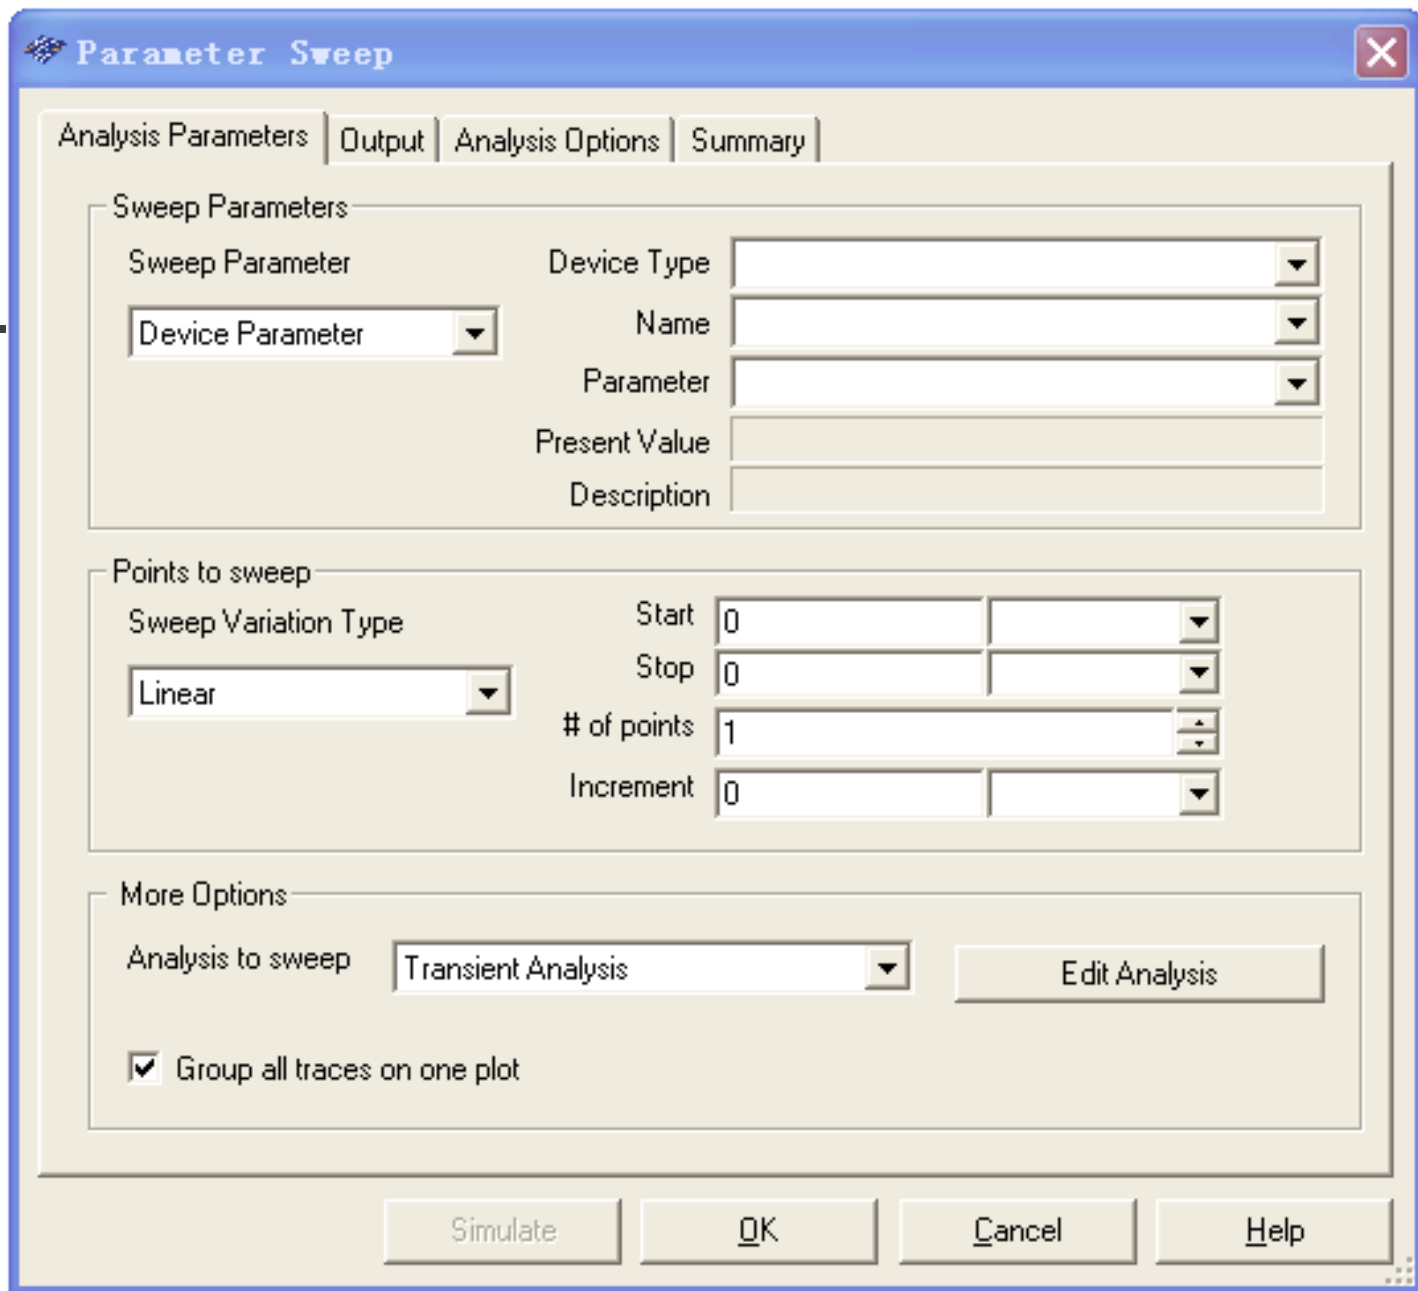 Parameter Sweep
Analysis Parameters Output Analysis Options Summary
Sweep Parameters
Sweep Parameter Device Type
Device Parameter Name
Parameter
Present Value
Description
Points to sweep
Sweep Variation Type Start 0
Linear Stop 0
# of points 1
Increment 0
More Options
Analysis to sweep Transient Analysis Edit Analysis
Group all traces on one plot
Simulate OK Cancel Help